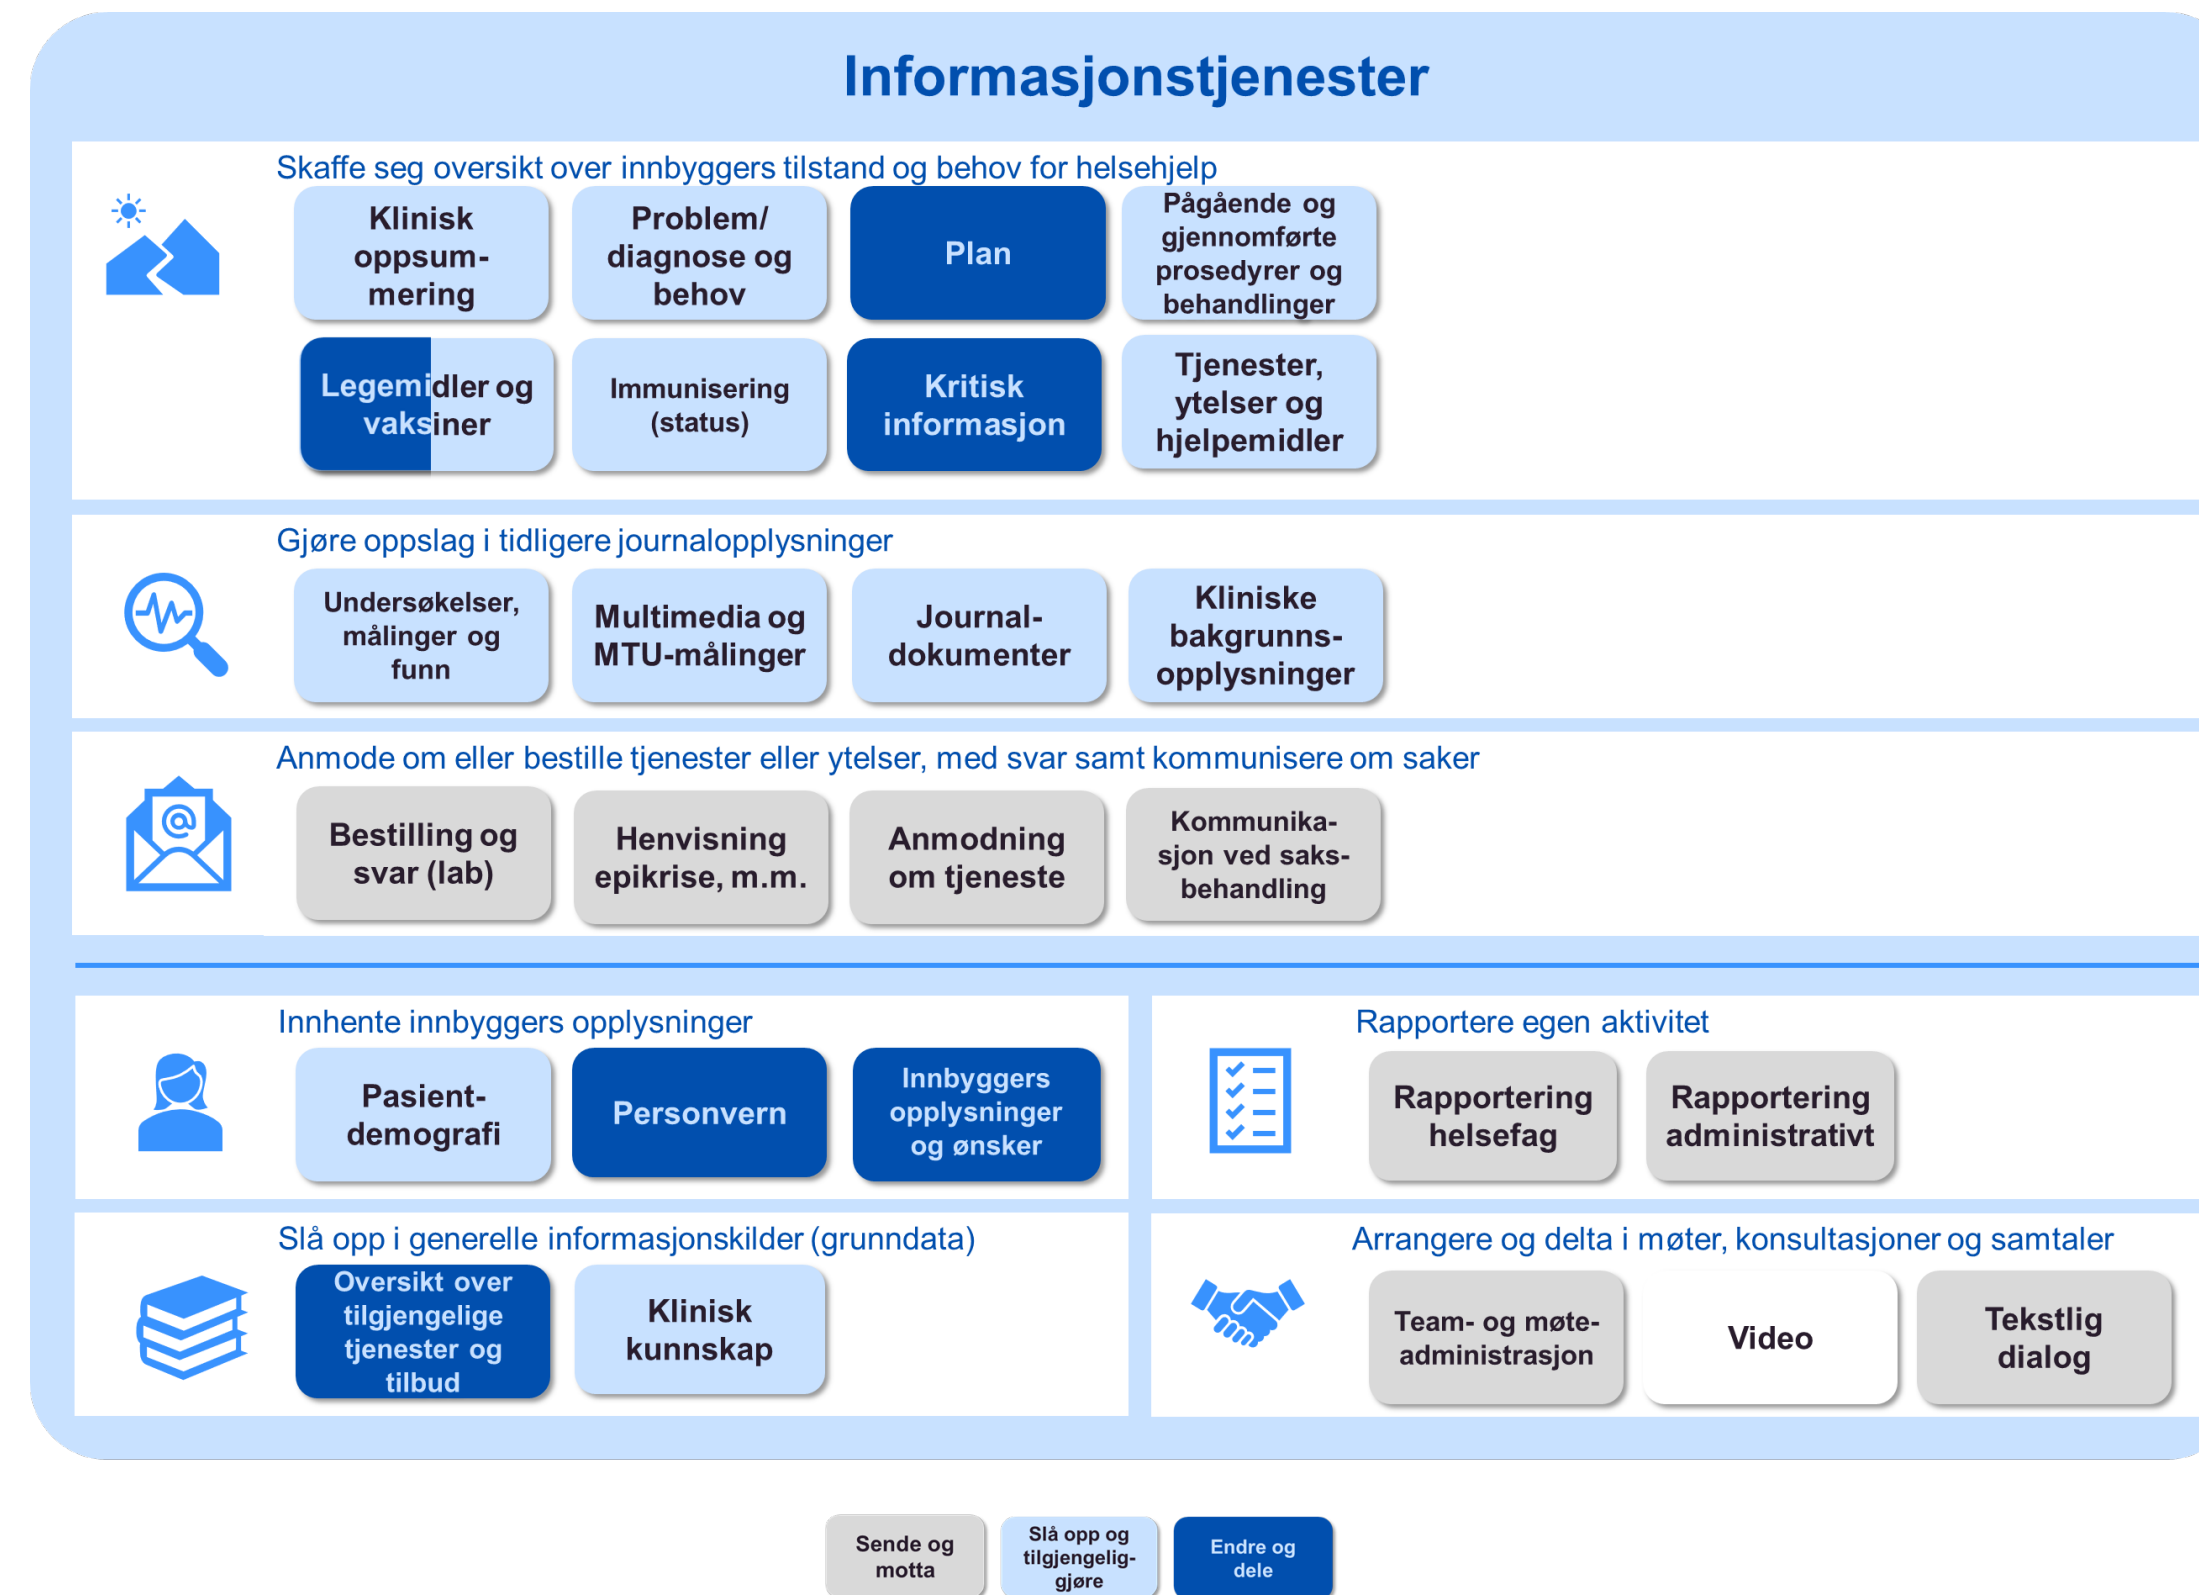 Informasjonstjenester
Skaffe seg oversikt over innbyggers tilstand og behov for helsehjelp
Klinisk
oppsum-
mering
Problem/
diagnose og
behov
Plan
Pågående og
gjennomførte
prosedyrer og
behandlinger
Legemidler og
vaksiner
Immunisering
(status)
Kritisk
informasjon
Tjenester,
ytelser og
hjelpemidler
Gjøre oppslag i tidligere journalopplysninger
Undersøkelser,
målinger og
funn
Multimedia og
MTU-målinger
Journal-
dokumenter
Kliniske
bakgrunns-
opplysninger
Anmode om eller bestille tjenester eller ytelser, med svar samt kommunisere om saker
Bestilling og
svar (lab)
Henvisning
epikrise, m.m.
Anmodning
om tjeneste
Kommunika-
sjon ved saks-
behandling
Innhente innbyggers opplysninger
Pasient-
demografi
Personvern
Innbyggers
opplysninger
og ønsker
Rapportere egen aktivitet
Rapportering
helsefag
Rapportering
administrativt
Slå opp i generelle informasjonskilder (grunndata)
Oversikt over
tilgjengelige
tjenester og
tilbud
Klinisk
kunnskap
Arrangere og delta i møter, konsultasjoner og samtaler
Team- og møte-
administrasjon
Video
Tekstlig
dialog
Sende og
motta
Slå opp og
tilgjengelig-
gjøre
Endre og
dele